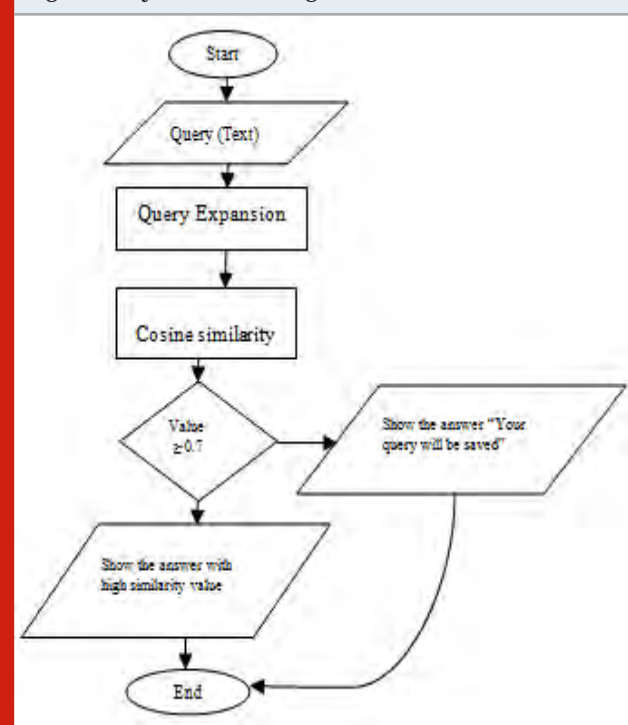 Start
Query (Text)
Query Expansion
Cosine similarity
Value
≥0.7
Show the answer "Your
query will be saved"
Show the answer with
high similarity value
End